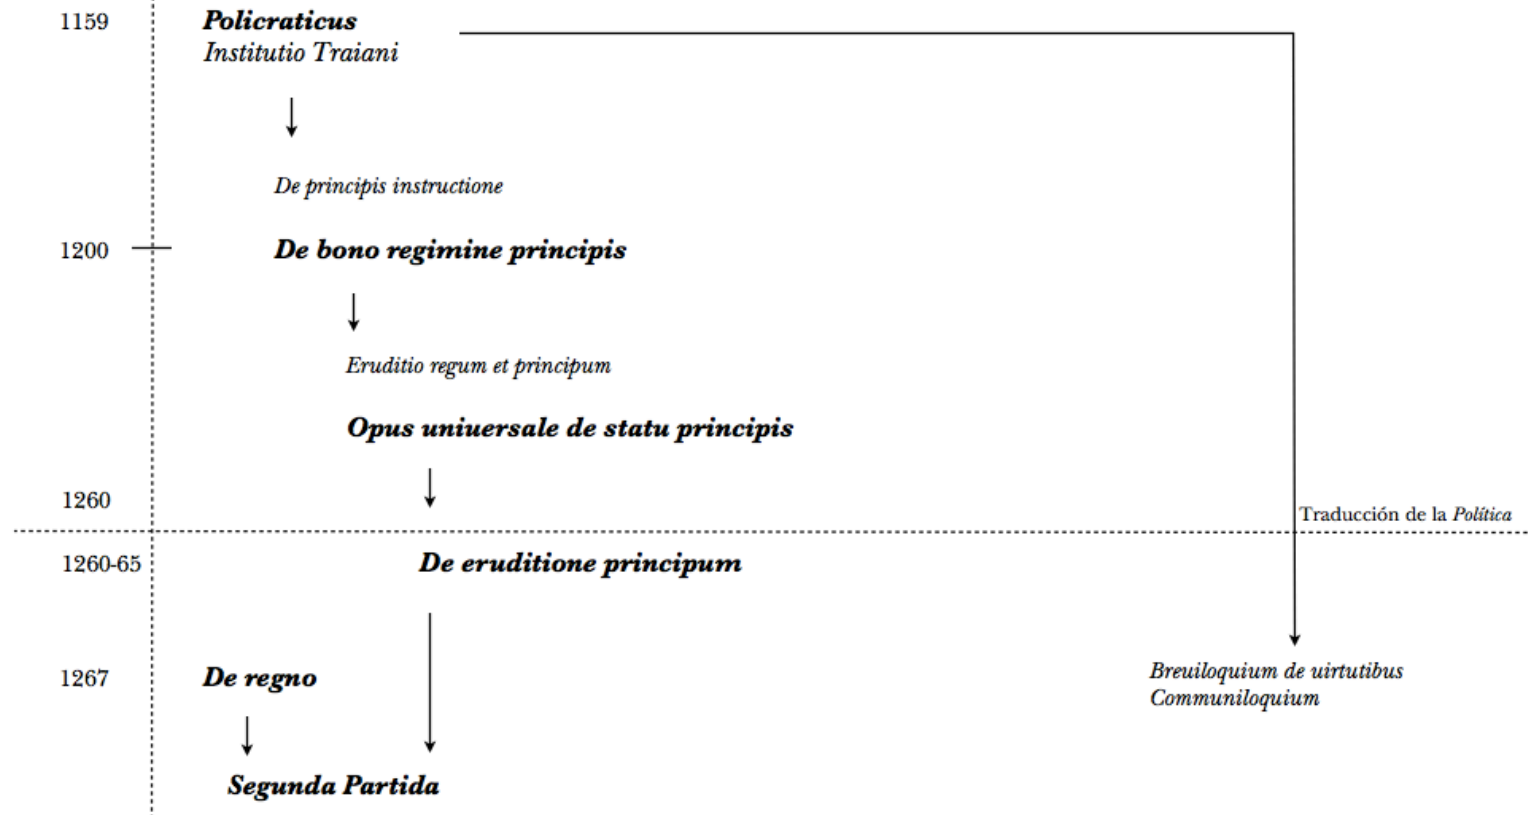 1159
Policraticus
Institutio Traiani
De principis instructione
1200
De bono regimine principis
Eruditio regum et principum
Opus uniuersale de statu principis
1260
Traducción de la Política
1260-65
De eruditione principum
1267
De regno
Breuiloquium de uirtutibus
Communiloquium
Segunda Partida